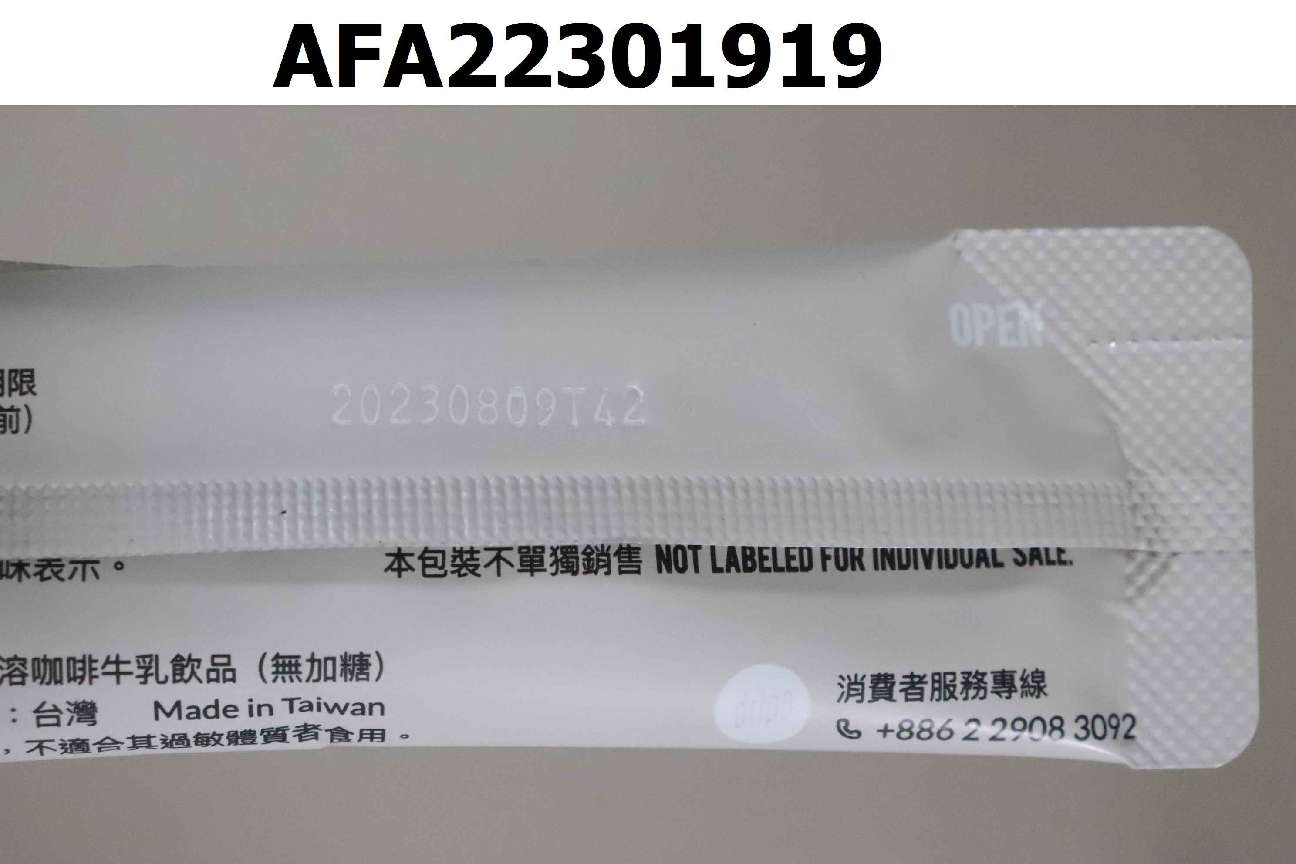 AFA22301919
OPEN
期限
前)
20230809T42
味表示。
本包裝不單獨銷售 NOT LABELED FOR INDIVIDUAL SALE.
溶咖啡牛乳飲品（無加糖）
：台灣 Made in Taiwan
，不適合其過敏體質者食用。
消費者服務專線
+886 2 2908 3092